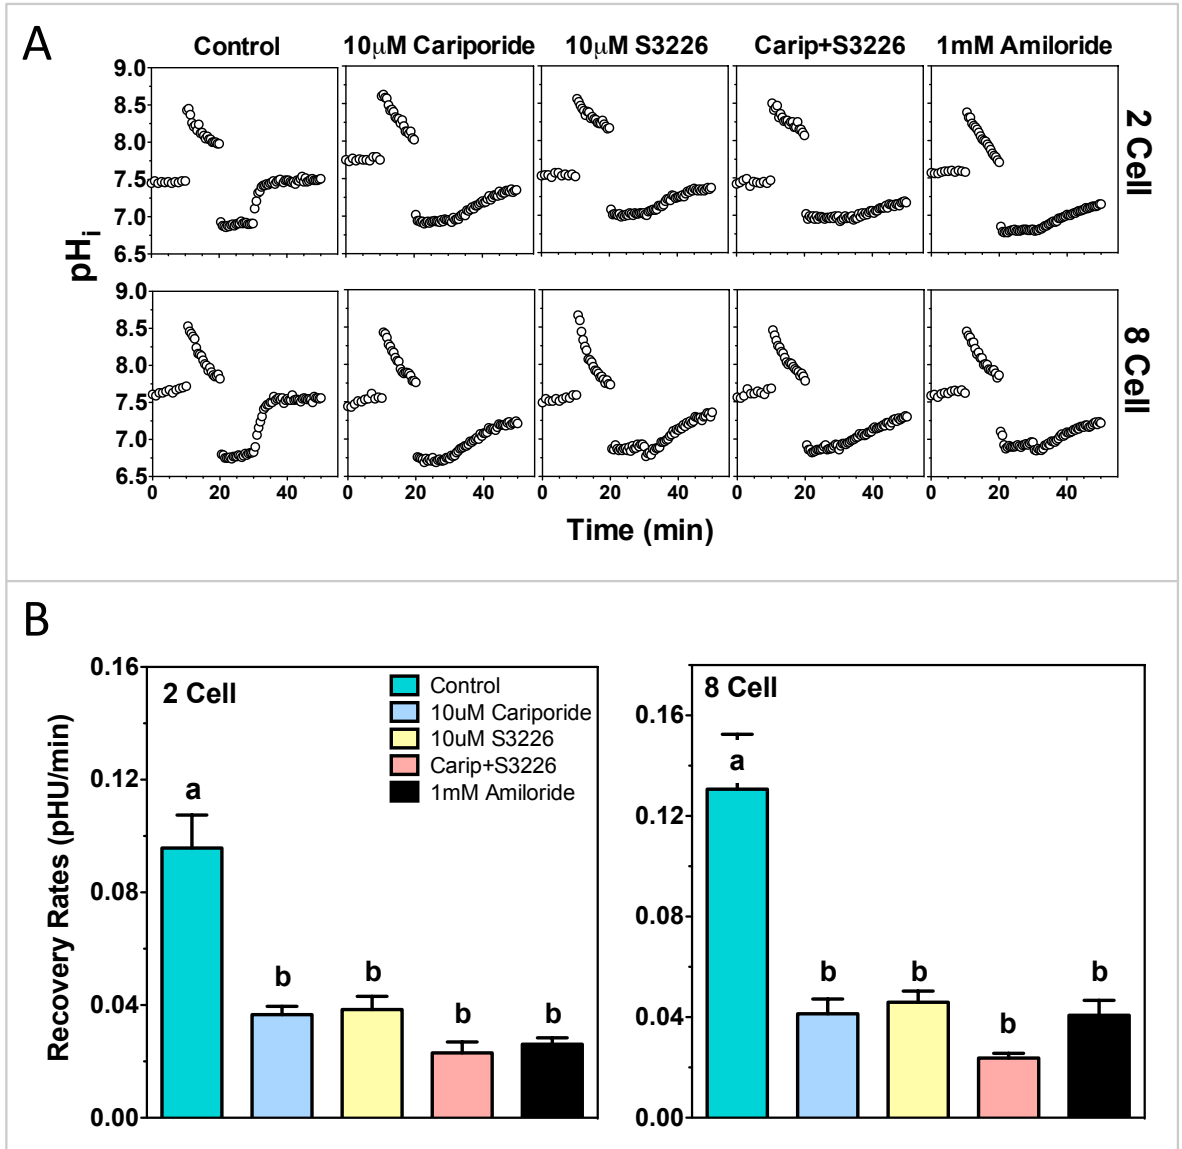 A
Control
10μM Cariporide
10μM S3226
Carip+S3226
1mM Amiloride
9.0
8.5
8.0
7.5
7.0
6.5
2 Cell
pHi
9.0
8.5
8.0
7.5
7.0
6.5
8 Cell
0 20 40 0 20 40 0 20 40 0 20 40 0 20 40
Time (min)
B
0.16
0.12
0.08
0.04
0.00
Recovery Rates (pHU/min)
2 Cell
Control
10uM Cariporide
10uM S3226
Carip+S3226
1mM Amiloride
a
b
b
b
b
8 Cell
0.16
0.12
0.08
0.04
0.00
a
b
b
b
b